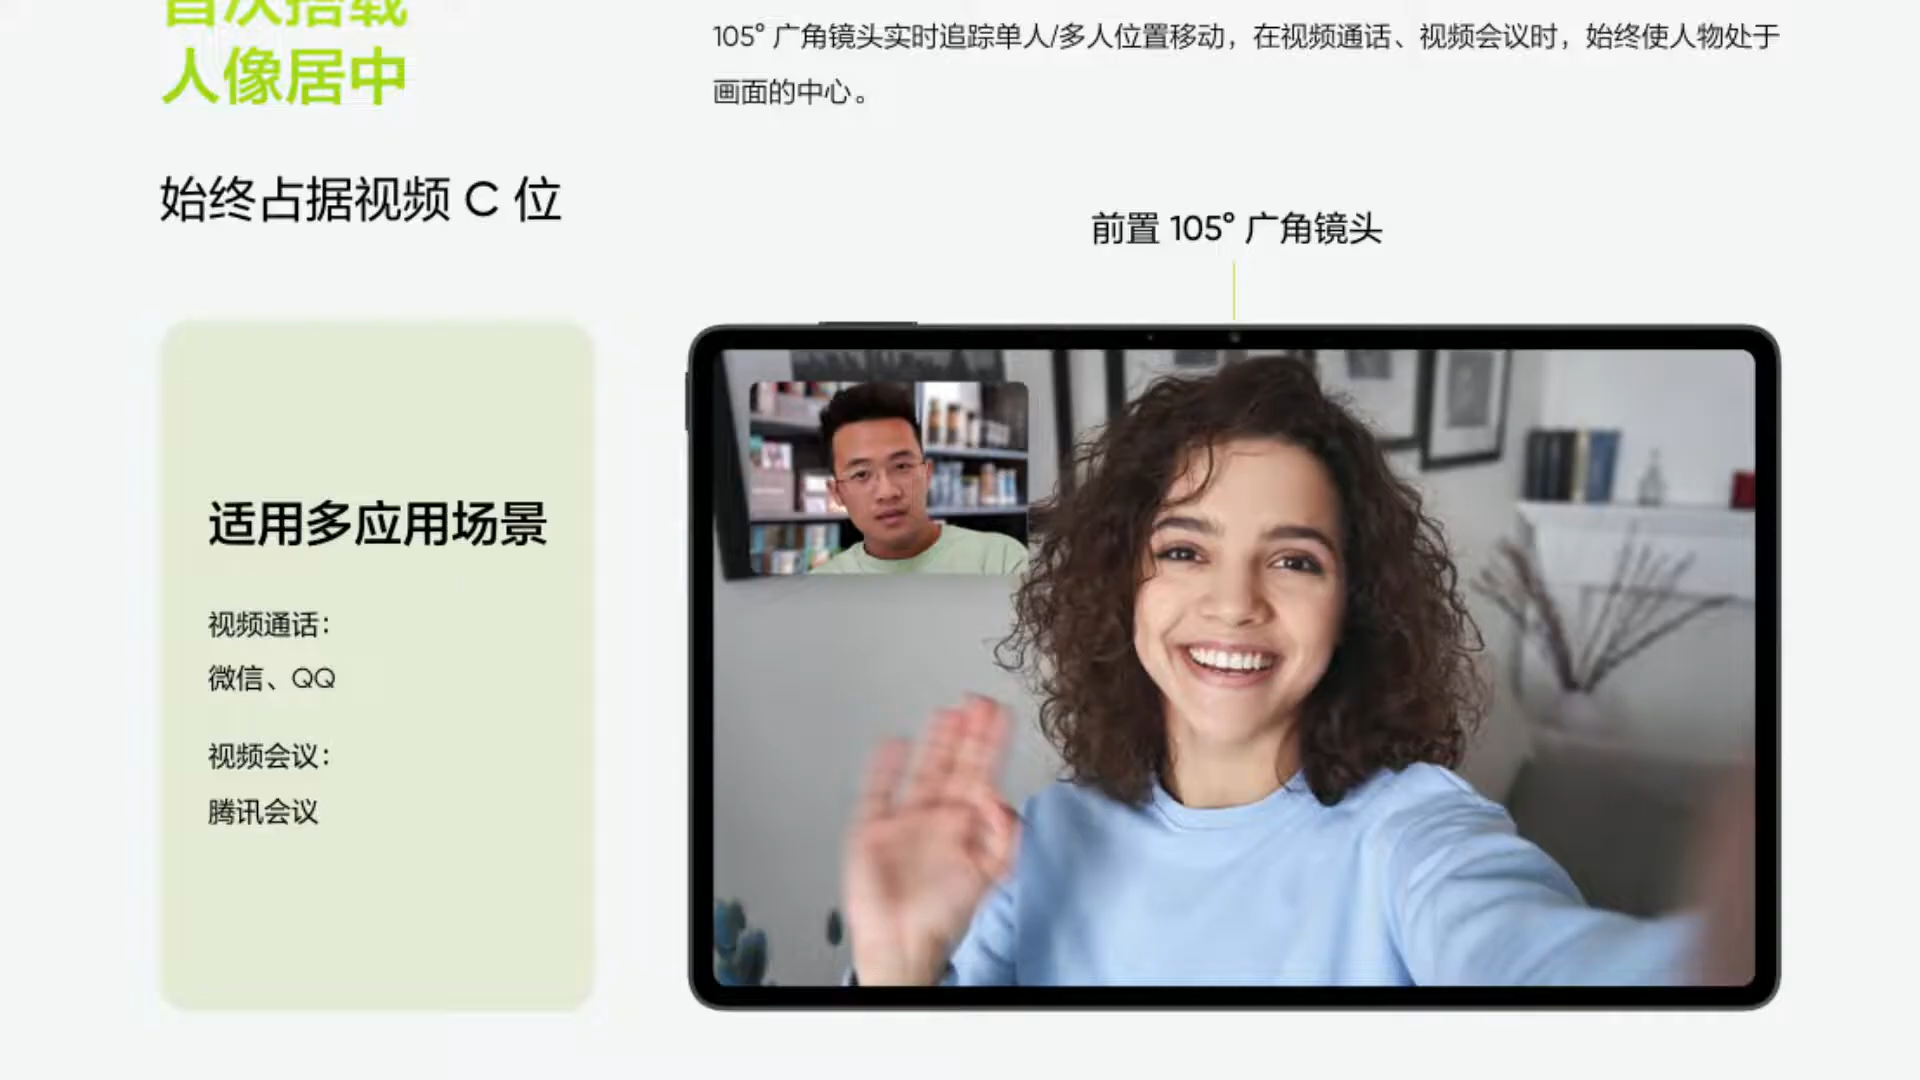 首次搭载
人像居中
105° 广角镜头实时追踪单人/多人位置移动，在视频通话、视频会议时，始终使人物处于
画面的中心。
始终占据视频 C 位
前置 105° 广角镜头
适用多应用场景
视频通话：
微信、QQ
视频会议：
腾讯会议